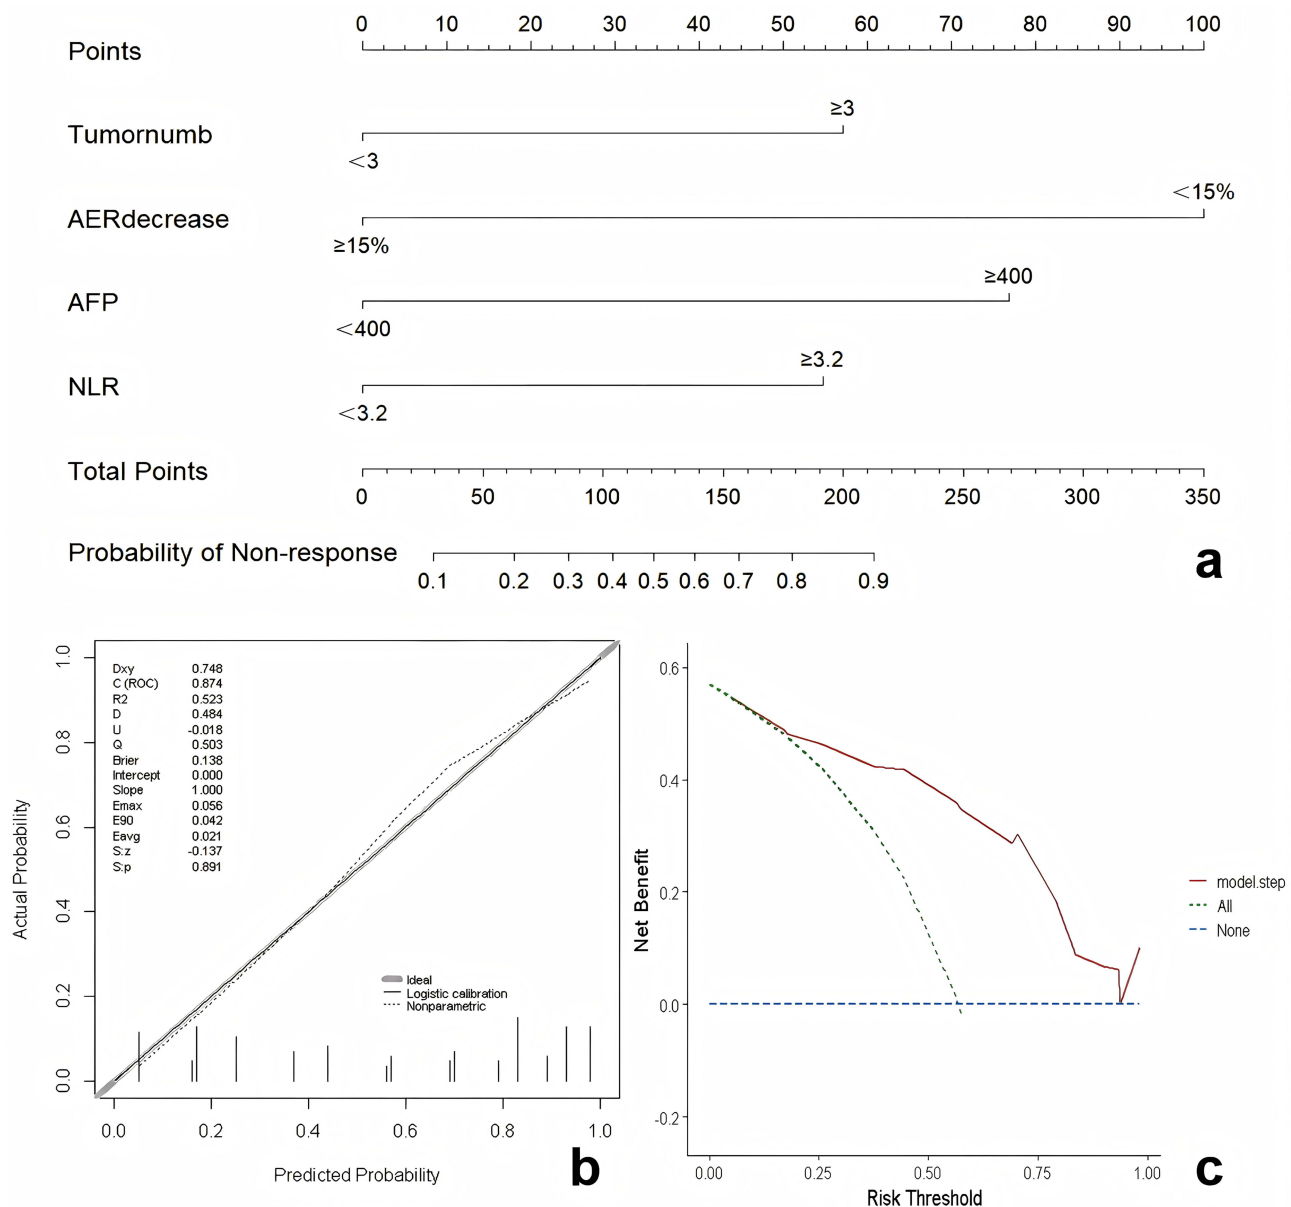 0 10 20 30 40 50 60 70 80 90 100
Points
≥3
Tumornumb
<3
<15%
AERdecrease
≥15%
≥400
AFP
<400
≥3.2
NLR
<3.2
Total Points
0 50 100 150 200 250 300 350
Probability of Non-response
0.1 0.2 0.3 0.4 0.5 0.6 0.7 0.8 0.9
a
Actual Probability
1.0
0.8
0.6
0.4
0.2
0.0
Dxy 0.748
C (ROC) 0.874
R2 0.523
D 0.484
U -0.018
Q 0.503
Brier 0.138
Intercept 0.000
Slope 1.000
Emax 0.056
E90 0.042
Eavg 0.021
S:z -0.137
S:p 0.891
Ideal
Logistic calibration
Nonparametric
0.0 0.2 0.4 0.6 0.8 1.0
Predicted Probability
b
Net Benefit
0.6
0.4
0.2
0.0
-0.2
model.step
All
None
0.00 0.25 0.50 0.75 1.00
Risk Threshold
c